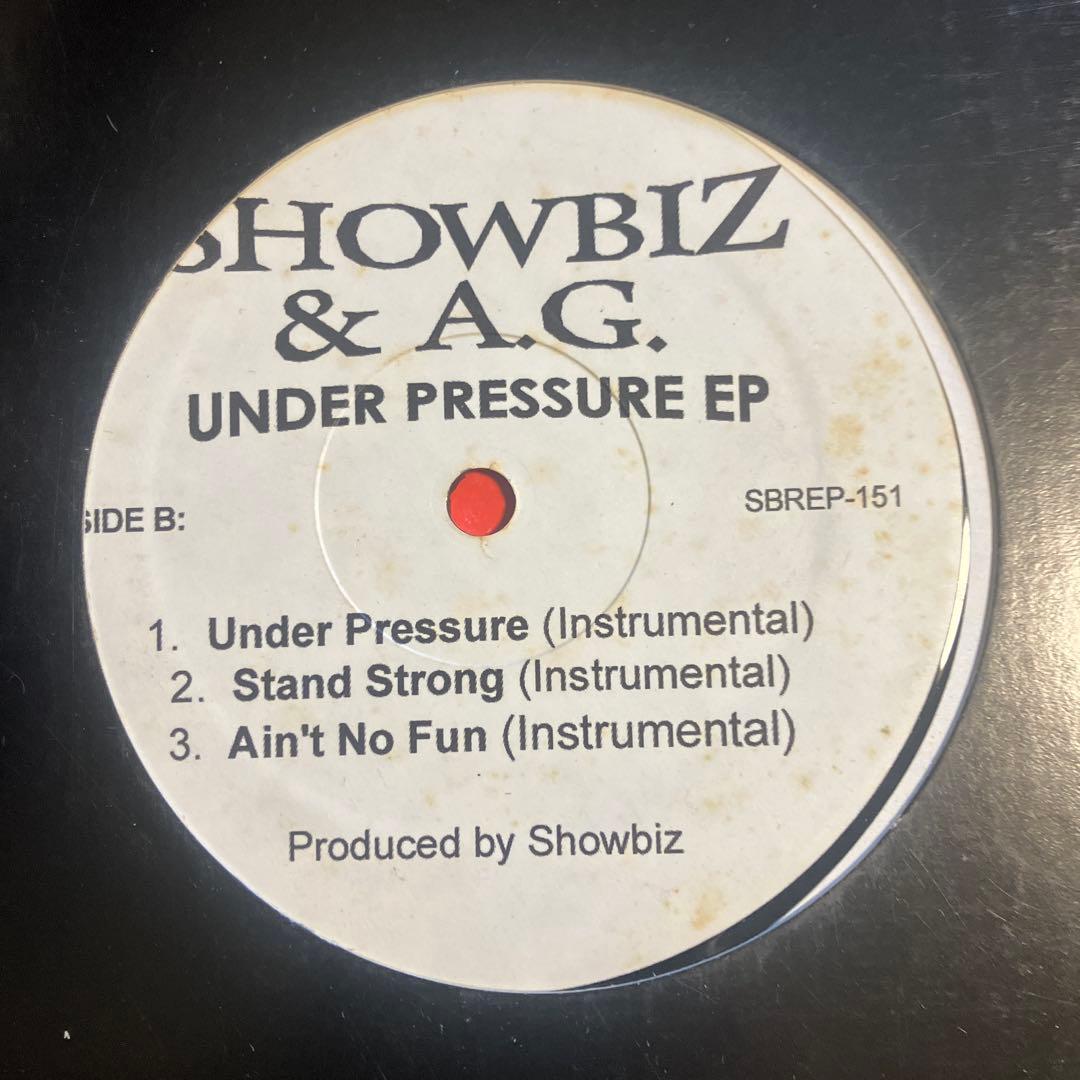 SHOWBIZ
& A.G.
UNDER PRESSURE EP
SIDE B:
SBREP-151
1. Under Pressure (Instrumental)
2. Stand Strong (Instrumental)
3. Ain't No Fun (Instrumental)
Produced by Showbiz